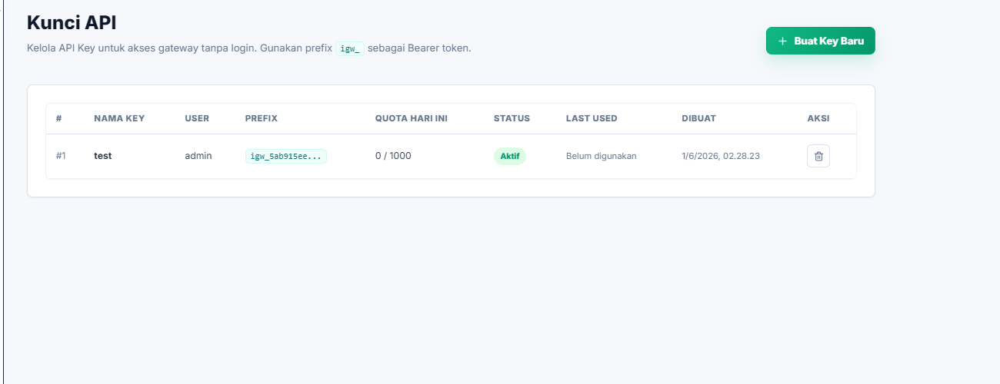 Kunci API
Kelola API Key untuk akses gateway tanpa login. Gunakan prefix igw_ sebagai Bearer token.
+ Buat Key Baru
# NAMA KEY USER PREFIX QUOTA HARI INI STATUS LAST USED DIBUAT AKSI
#1 test admin igw_5ab915ee... 0 / 1000 Aktif Belum digunakan 1/6/2026, 02.28.23